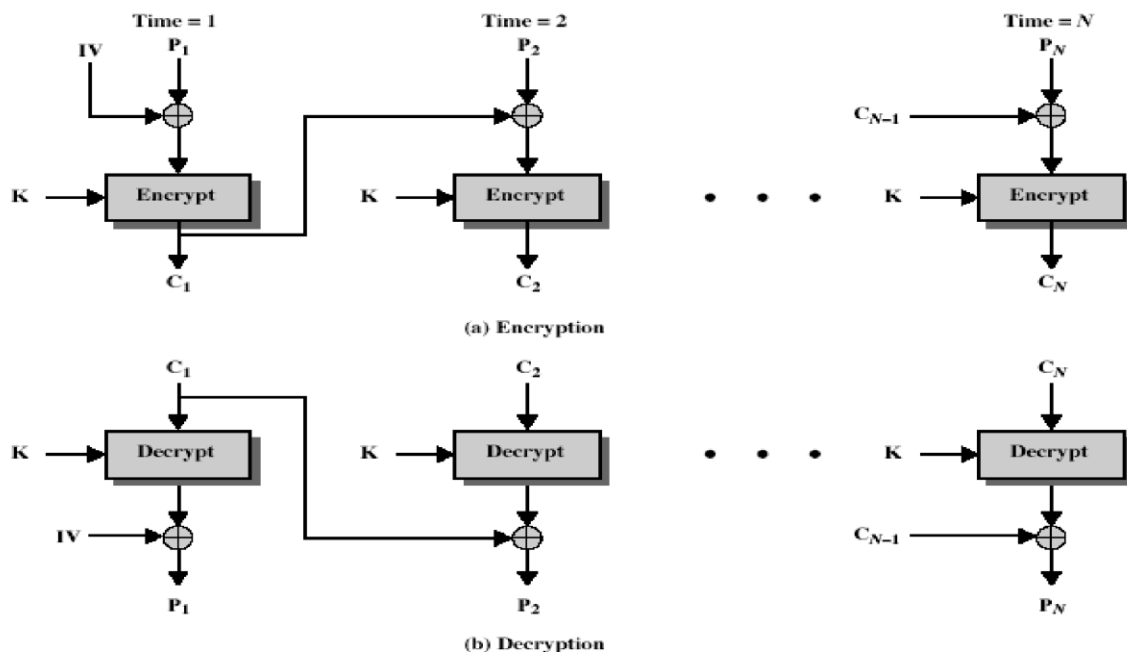 Time = 1 Time = 2 Time = N
IV P1 P2 PN
CN–1
K Encrypt K Encrypt K Encrypt
C1 C2 CN
(a) Encryption
C1 C2 CN
K Decrypt K Decrypt K Decrypt
IV CN–1
P1 P2 PN
(b) Decryption